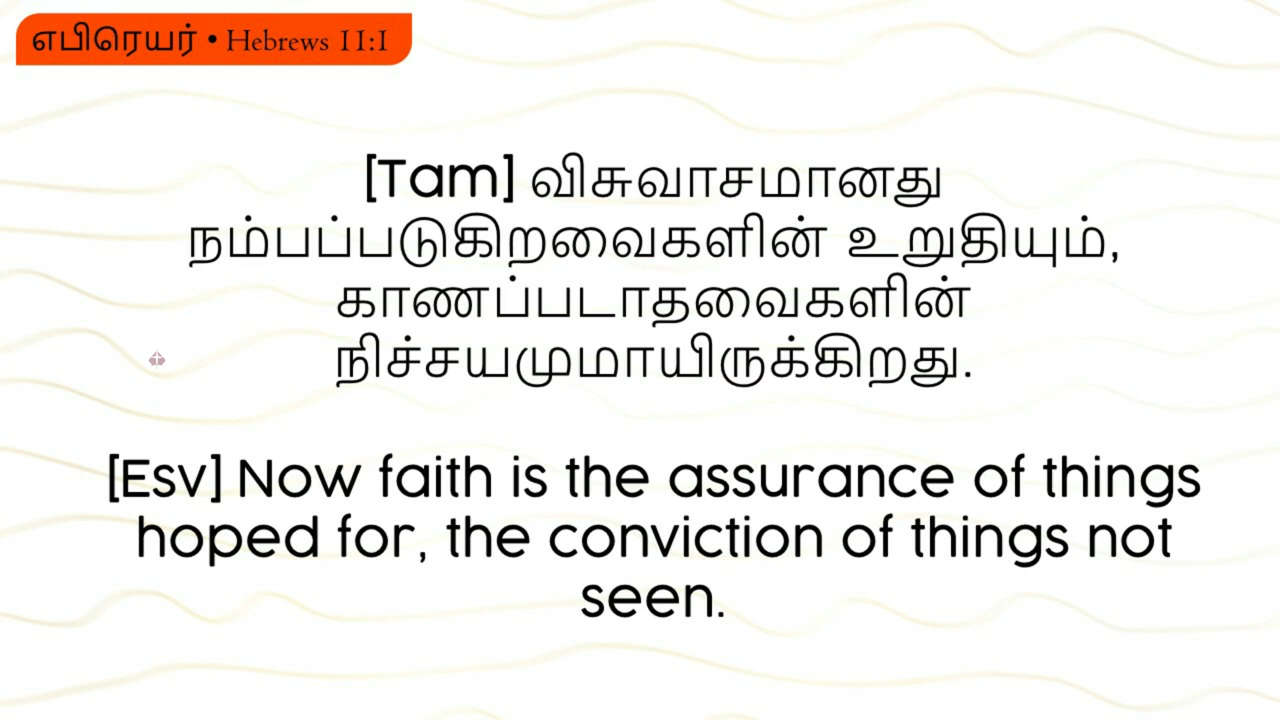 எபிரெயர் • Hebrews 11:1
[Tam] விசுவாசமானது
நம்பப்படுகிறவைகளின் உறுதியும்,
காணப்படாதவைகளின்
நிச்சயமுமாயிருக்கிறது.
[Esv] Now faith is the assurance of things
hoped for, the conviction of things not
seen.